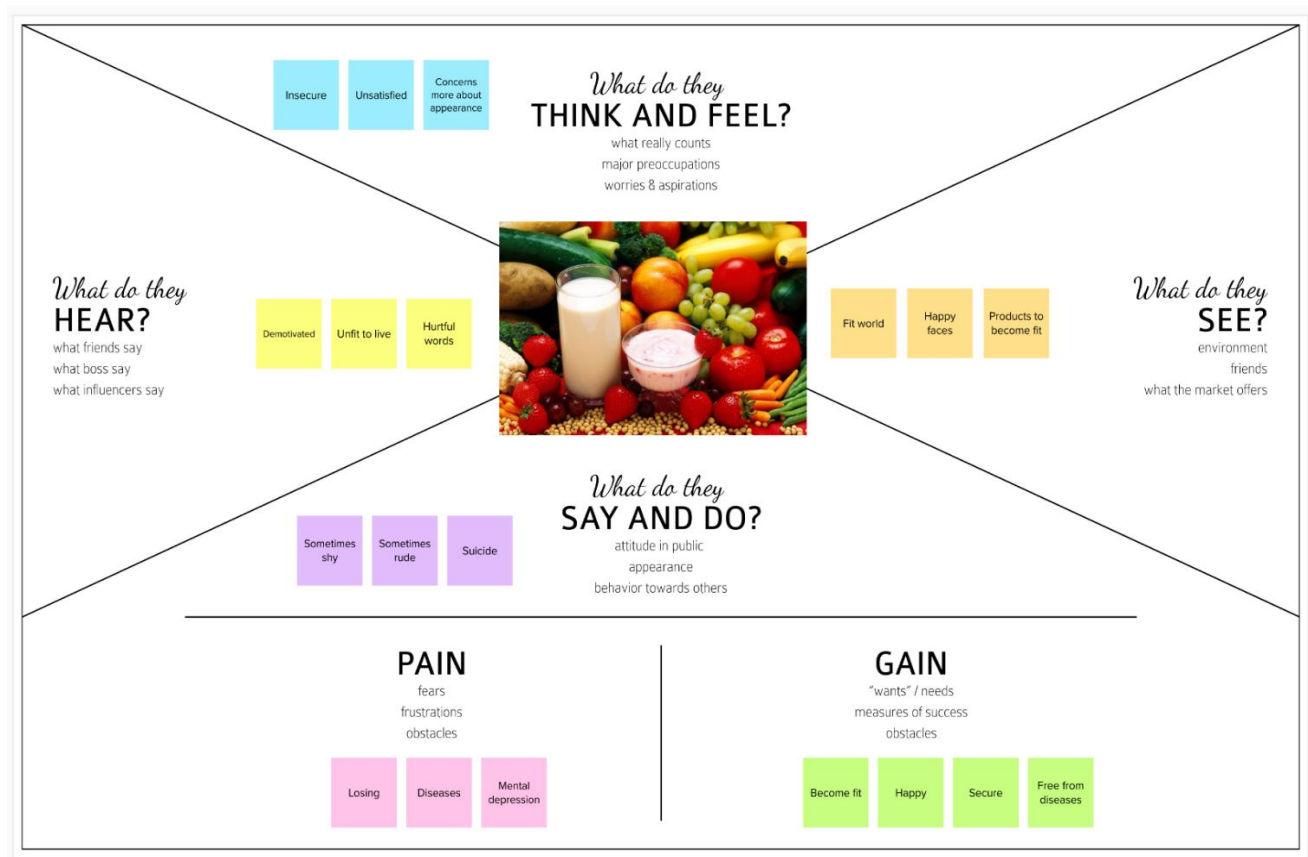 Insecure
Unsatisfied
Concerns
more about
appearance
What do they
THINK AND FEEL?
what really counts
major preoccupations
worries & aspirations
What do they
HEAR?
what friends say
what boss say
what influencers say
Demotivated
Unfit to live
Hurtful
words
Fit world
Happy
faces
Products to
become fit
What do they
SEE?
environment
friends
what the market offers
What do they
SAY AND DO?
attitude in public
appearance
behavior towards others
Sometimes
shy
Sometimes
rude
Suicide
PAIN
fears
frustrations
obstacles
Losing
Diseases
Mental
depression
GAIN
"wants" / needs
measures of success
obstacles
Become fit
Happy
Secure
Free from
diseases